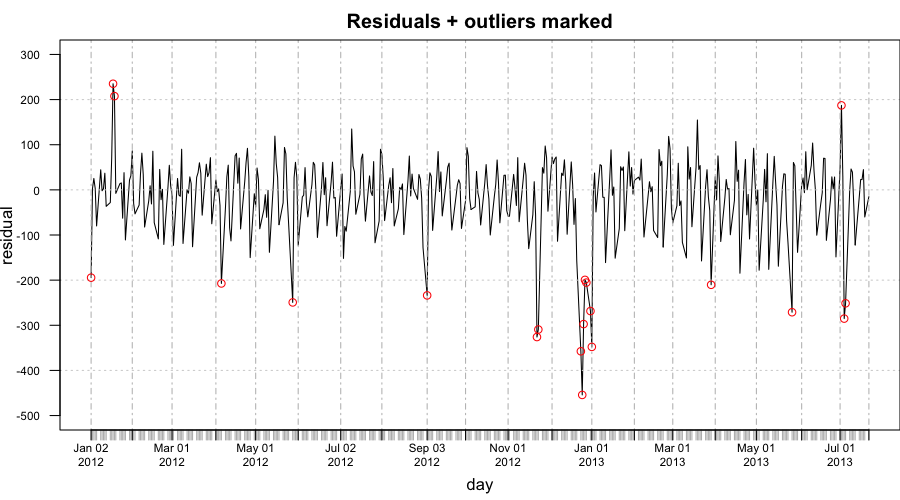 Residuals + outliers marked
residual
300
200
100
0
-100
-200
-300
-400
-500
Jan 02 Mar 01 May 01 Jul 02 Sep 03 Nov 01 Jan 01 Mar 01 May 01 Jul 01
2012 2012 2012 2012 2012 2012 2013 2013 2013 2013
day